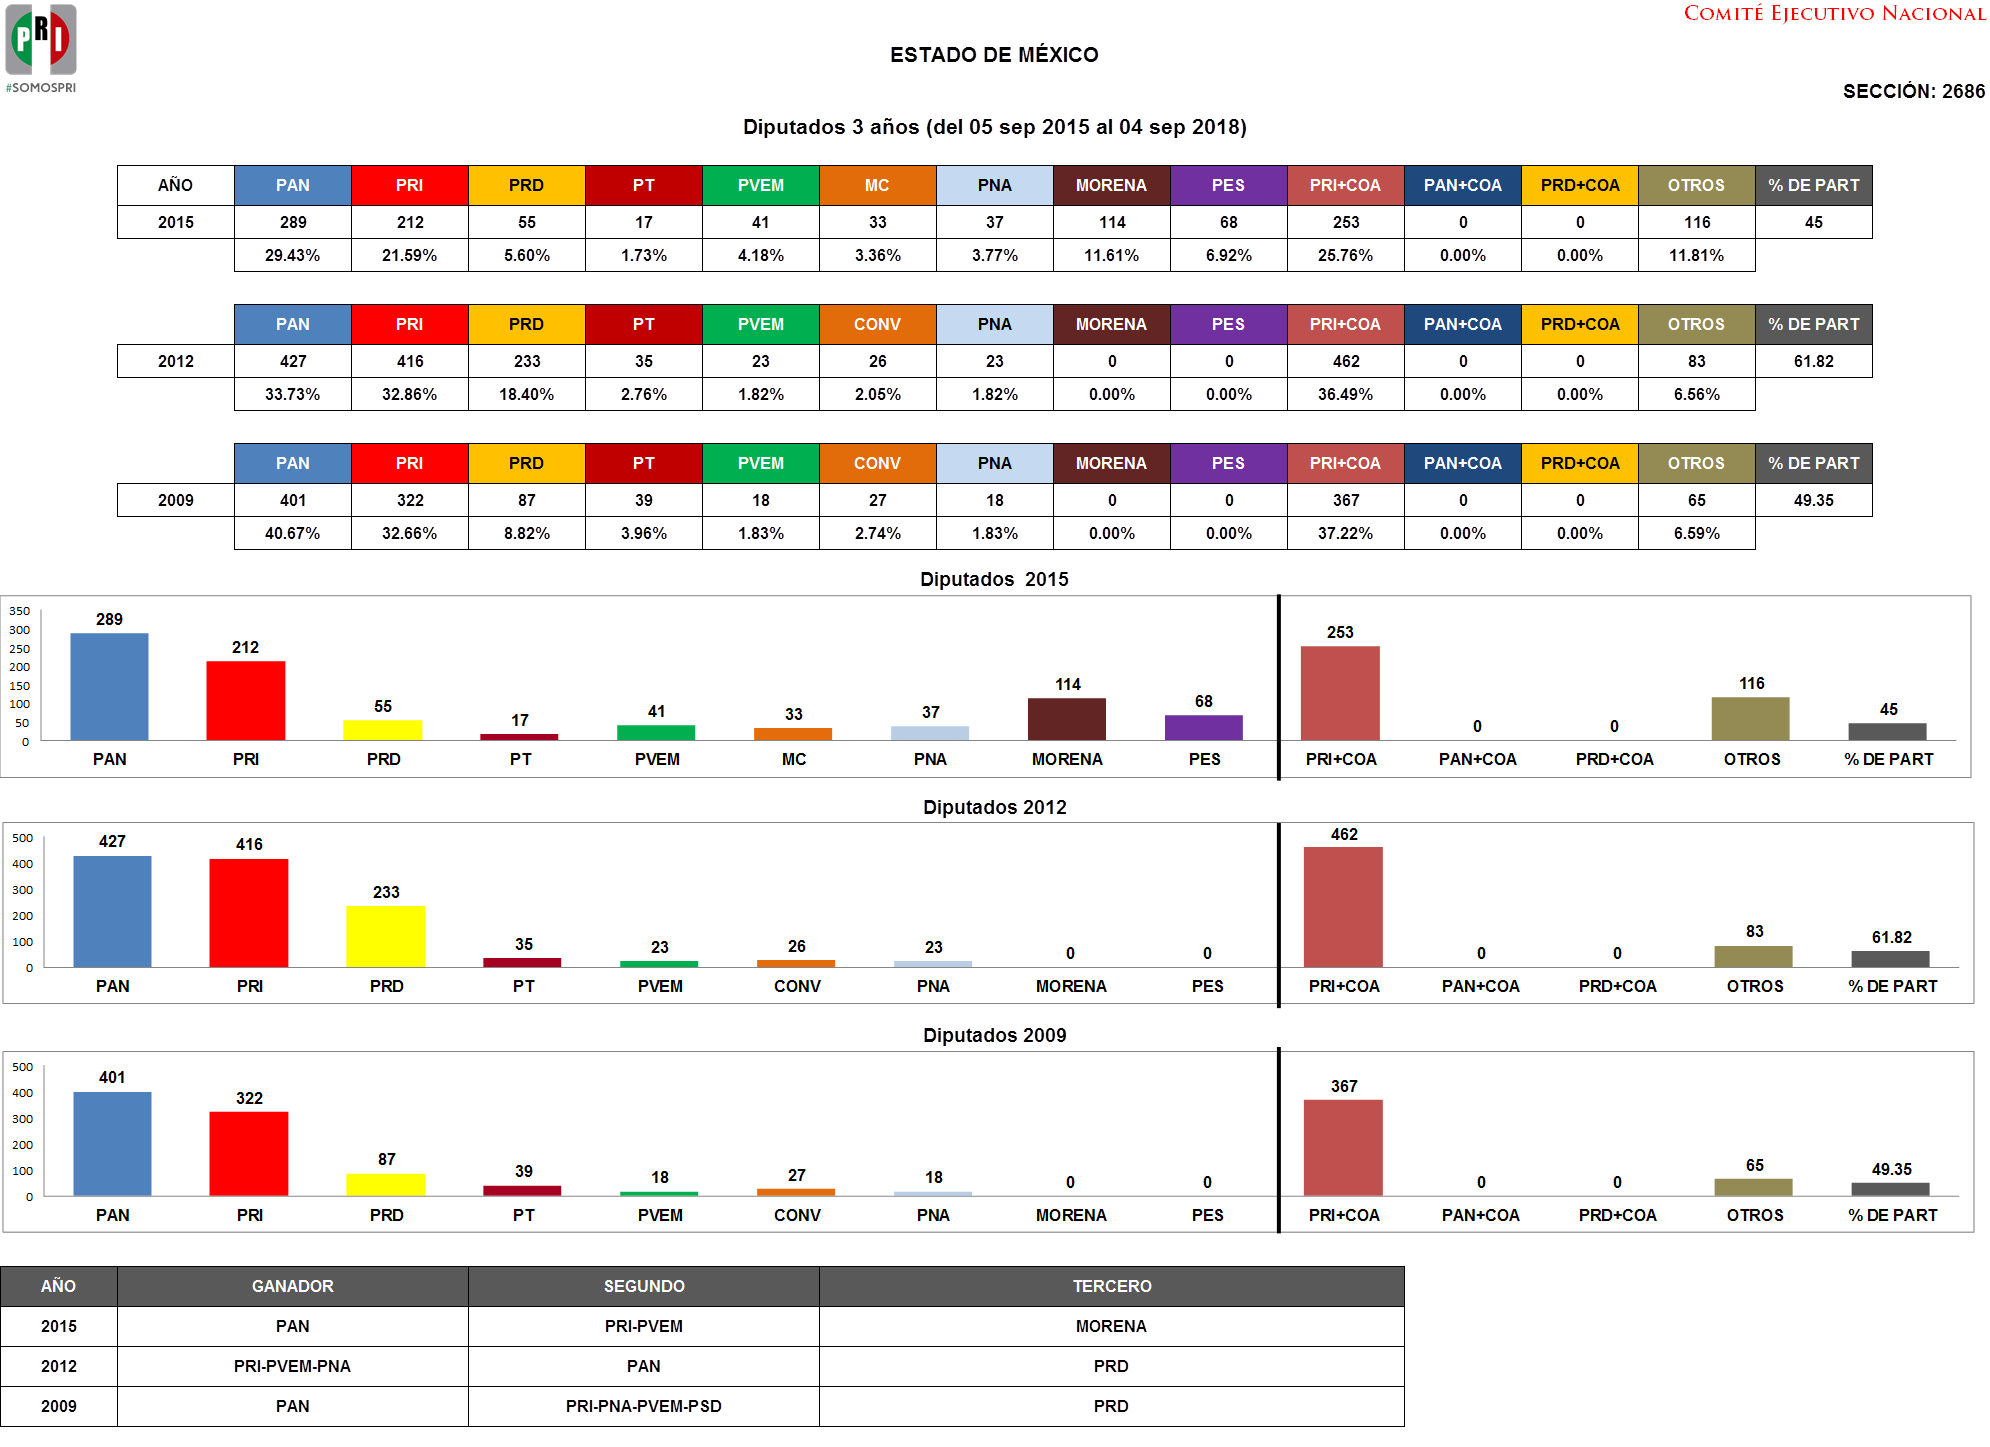 PRI
#SOMOSPRI
COMITÉ EJECUTIVO NACIONAL
ESTADO DE MÉXICO
SECCIÓN: 2686
Diputados 3 años (del 05 sep 2015 al 04 sep 2018)
AÑO PAN PRI PRD PT PVEM MC PNA MORENA PES PRI+COA PAN+COA PRD+COA OTROS % DE PART
2015 289 212 55 17 41 33 37 114 68 253 0 0 116 45
29.43% 21.59% 5.60% 1.73% 4.18% 3.36% 3.77% 11.61% 6.92% 25.76% 0.00% 0.00% 11.81%
PAN PRI PRD PT PVEM CONV PNA MORENA PES PRI+COA PAN+COA PRD+COA OTROS % DE PART
2012 427 416 233 35 23 26 23 0 0 462 0 0 83 61.82
33.73% 32.86% 18.40% 2.76% 1.82% 2.05% 1.82% 0.00% 0.00% 36.49% 0.00% 0.00% 6.56%
PAN PRI PRD PT PVEM CONV PNA MORENA PES PRI+COA PAN+COA PRD+COA OTROS % DE PART
2009 401 322 87 39 18 27 18 0 0 367 0 0 65 49.35
40.67% 32.66% 8.82% 3.96% 1.83% 2.74% 1.83% 0.00% 0.00% 37.22% 0.00% 0.00% 6.59%
Diputados 2015
350
300
250
200
150
100
50
0
289 212 55 17 41 33 37 114 68 253 0 0 116 45
PAN PRI PRD PT PVEM MC PNA MORENA PES PRI+COA PAN+COA PRD+COA OTROS % DE PART
Diputados 2012
500
400
300
200
100
0
427 416 233 35 23 26 23 0 0 462 0 0 83 61.82
PAN PRI PRD PT PVEM CONV PNA MORENA PES PRI+COA PAN+COA PRD+COA OTROS % DE PART
Diputados 2009
500
400
300
200
100
0
401 322 87 39 18 27 18 0 0 367 0 0 65 49.35
PAN PRI PRD PT PVEM CONV PNA MORENA PES PRI+COA PAN+COA PRD+COA OTROS % DE PART
AÑO GANADOR SEGUNDO TERCERO
2015 PAN PRI-PVEM MORENA
2012 PRI-PVEM-PNA PAN PRD
2009 PAN PRI-PNA-PVEM-PSD PRD